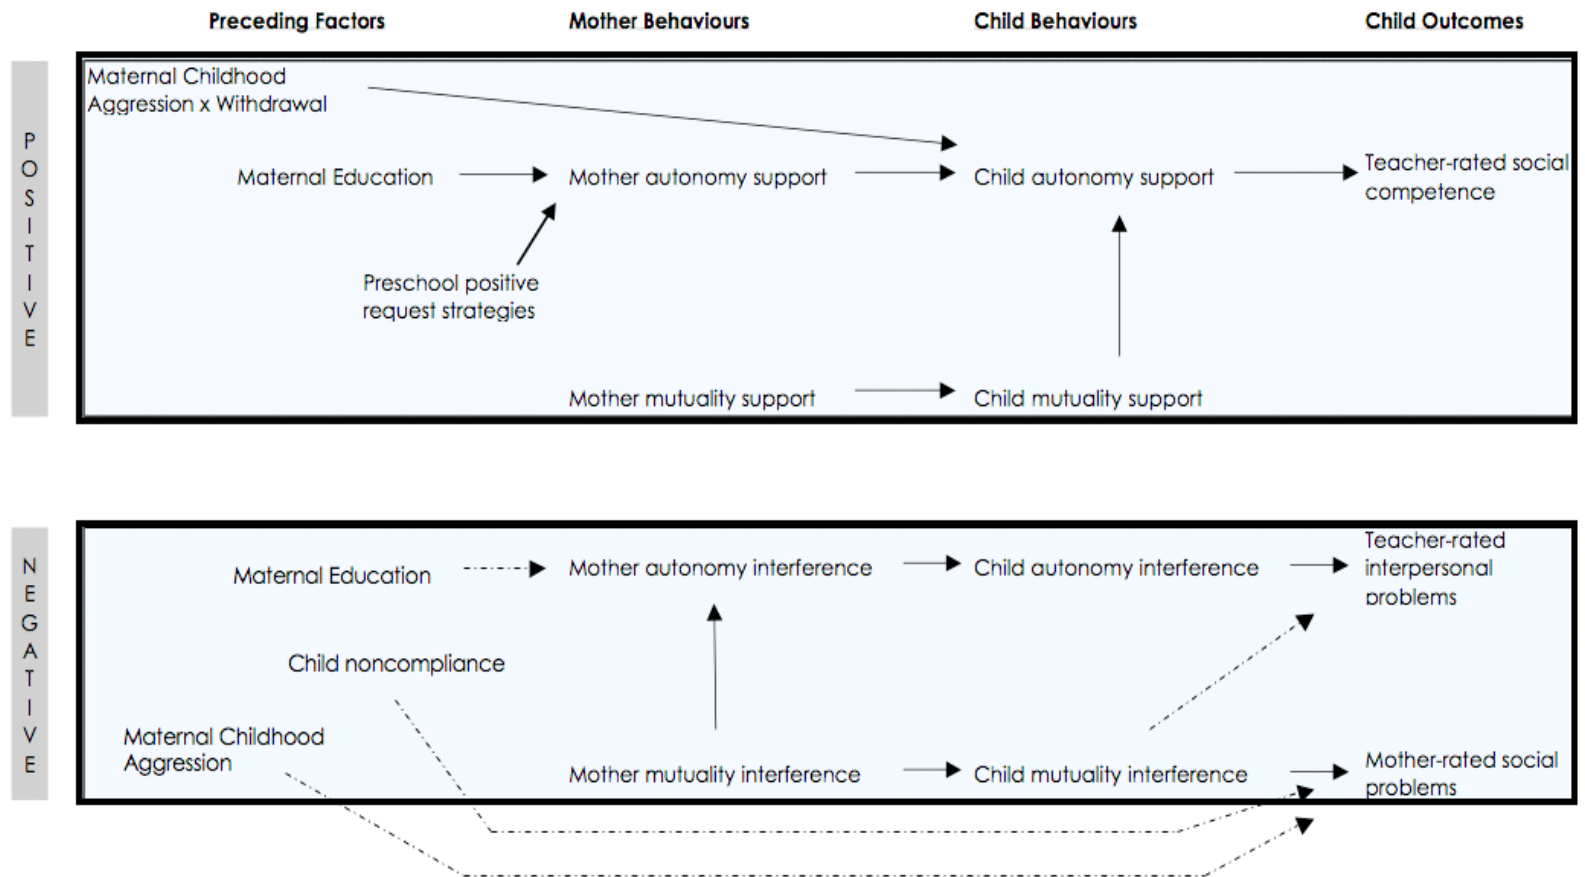 Preceding Factors
Mother Behaviours
Child Behaviours
Child Outcomes
POSITIVE
Maternal Childhood
Aggression x Withdrawal
Maternal Education
Mother autonomy support
Child autonomy support
Teacher-rated social
competence
Preschool positive
request strategies
Mother mutuality support
Child mutuality support
NEGATIVE
Maternal Education
Mother autonomy interference
Child autonomy interference
Teacher-rated
interpersonal
problems
Child noncompliance
Maternal Childhood
Aggression
Mother mutuality interference
Child mutuality interference
Mother-rated social
problems